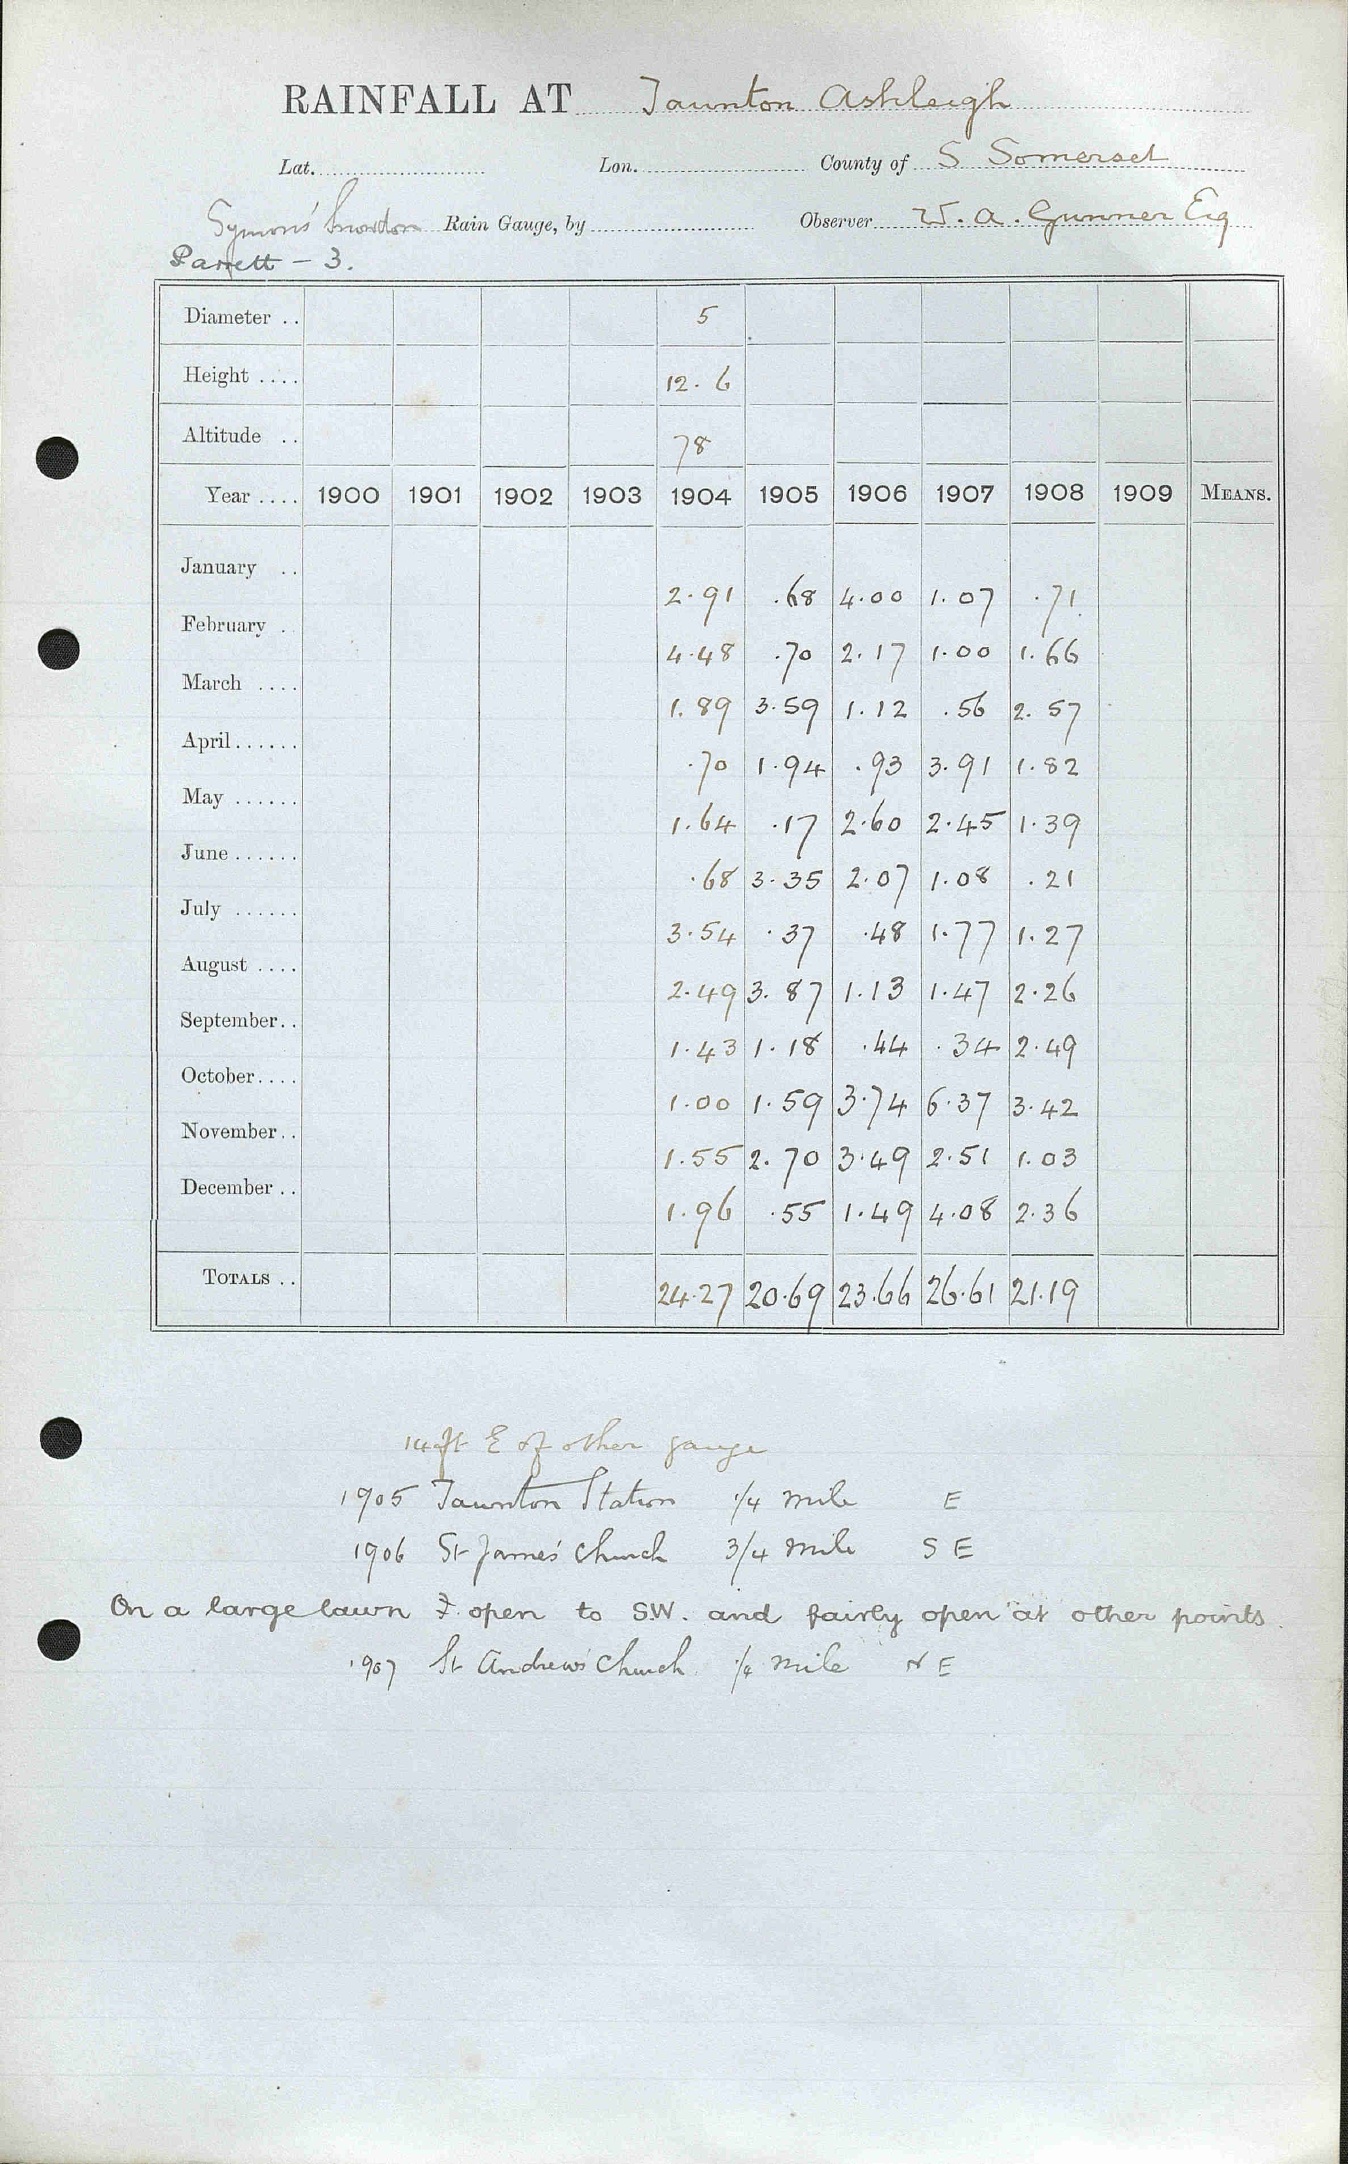 RAINFALL AT Taunton Ashleigh
Lat. Lon. County of S Somerset
Symons' Snowdon Rain Gauge, by Observer W. A. Gunner Esq
Parrett - 3.
Diameter .. 5
Height .... 12.6
Altitude .. 78
Year .... 1900 1901 1902 1903 1904 1905 1906 1907 1908 1909 MEANS.
January .. 2.91 .68 4.00 1.07 .71
February . 4.48 .70 2.17 1.00 1.66
March .... 1.89 3.59 1.12 .56 2.57
April...... .70 1.94 .93 3.91 1.82
May ...... 1.64 .17 2.60 2.45 1.39
June ...... .68 3.35 2.07 1.08 .21
July ...... 3.54 .37 .48 1.77 1.27
August .... 2.49 3.87 1.13 1.47 2.26
September.. 1.43 1.18 .44 .34 2.49
October.... 1.00 1.59 3.74 6.37 3.42
November.. 1.55 2.70 3.49 2.51 1.03
December .. 1.96 .55 1.49 4.08 2.36
TOTALS .. 24.27 20.69 23.66 26.61 21.19
14 ft E of other gauge
1905 Taunton Station 1/4 mile E
1906 St James' Church 3/4 mile S E
On a large lawn open to S.W. and fairly open at other points.
1907 St Andrew's Church 1/4 mile N E